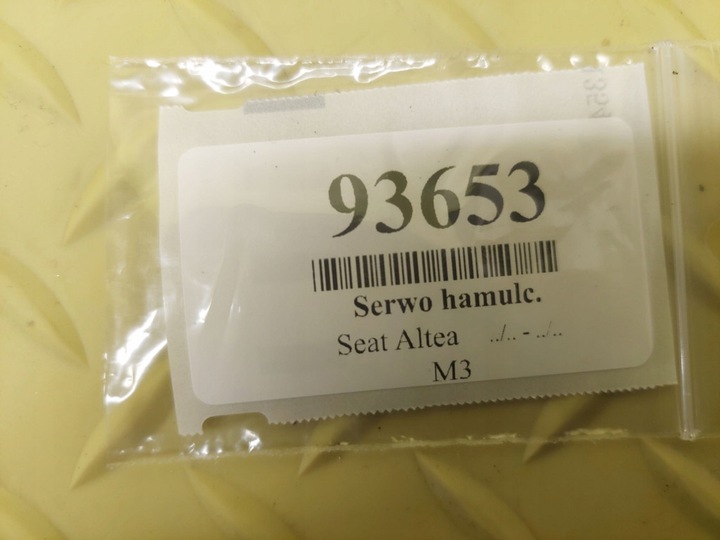 93653
Serwo hamulc.
Seat Altea ../.. - ../..
M3